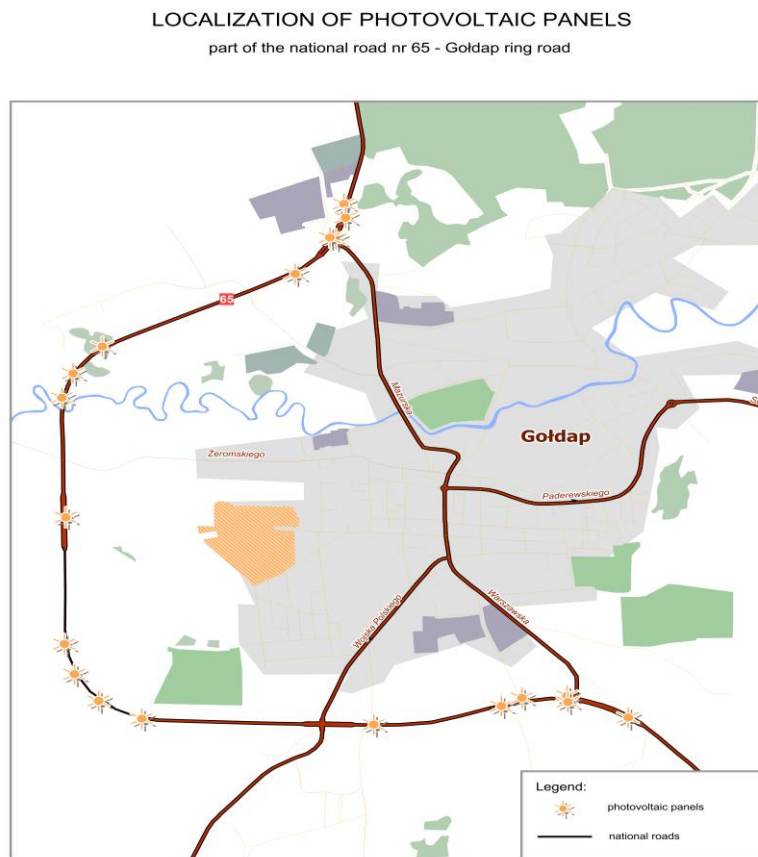 LOCALIZATION OF PHOTOVOLTAIC PANELS
part of the national road nr 65 - Gołdap ring road
65
Mazurska
Gołdap
Żeromskiego
Paderewskiego
Warszawska
Wojska Polskiego
Legend:
photovoltaic panels
national roads